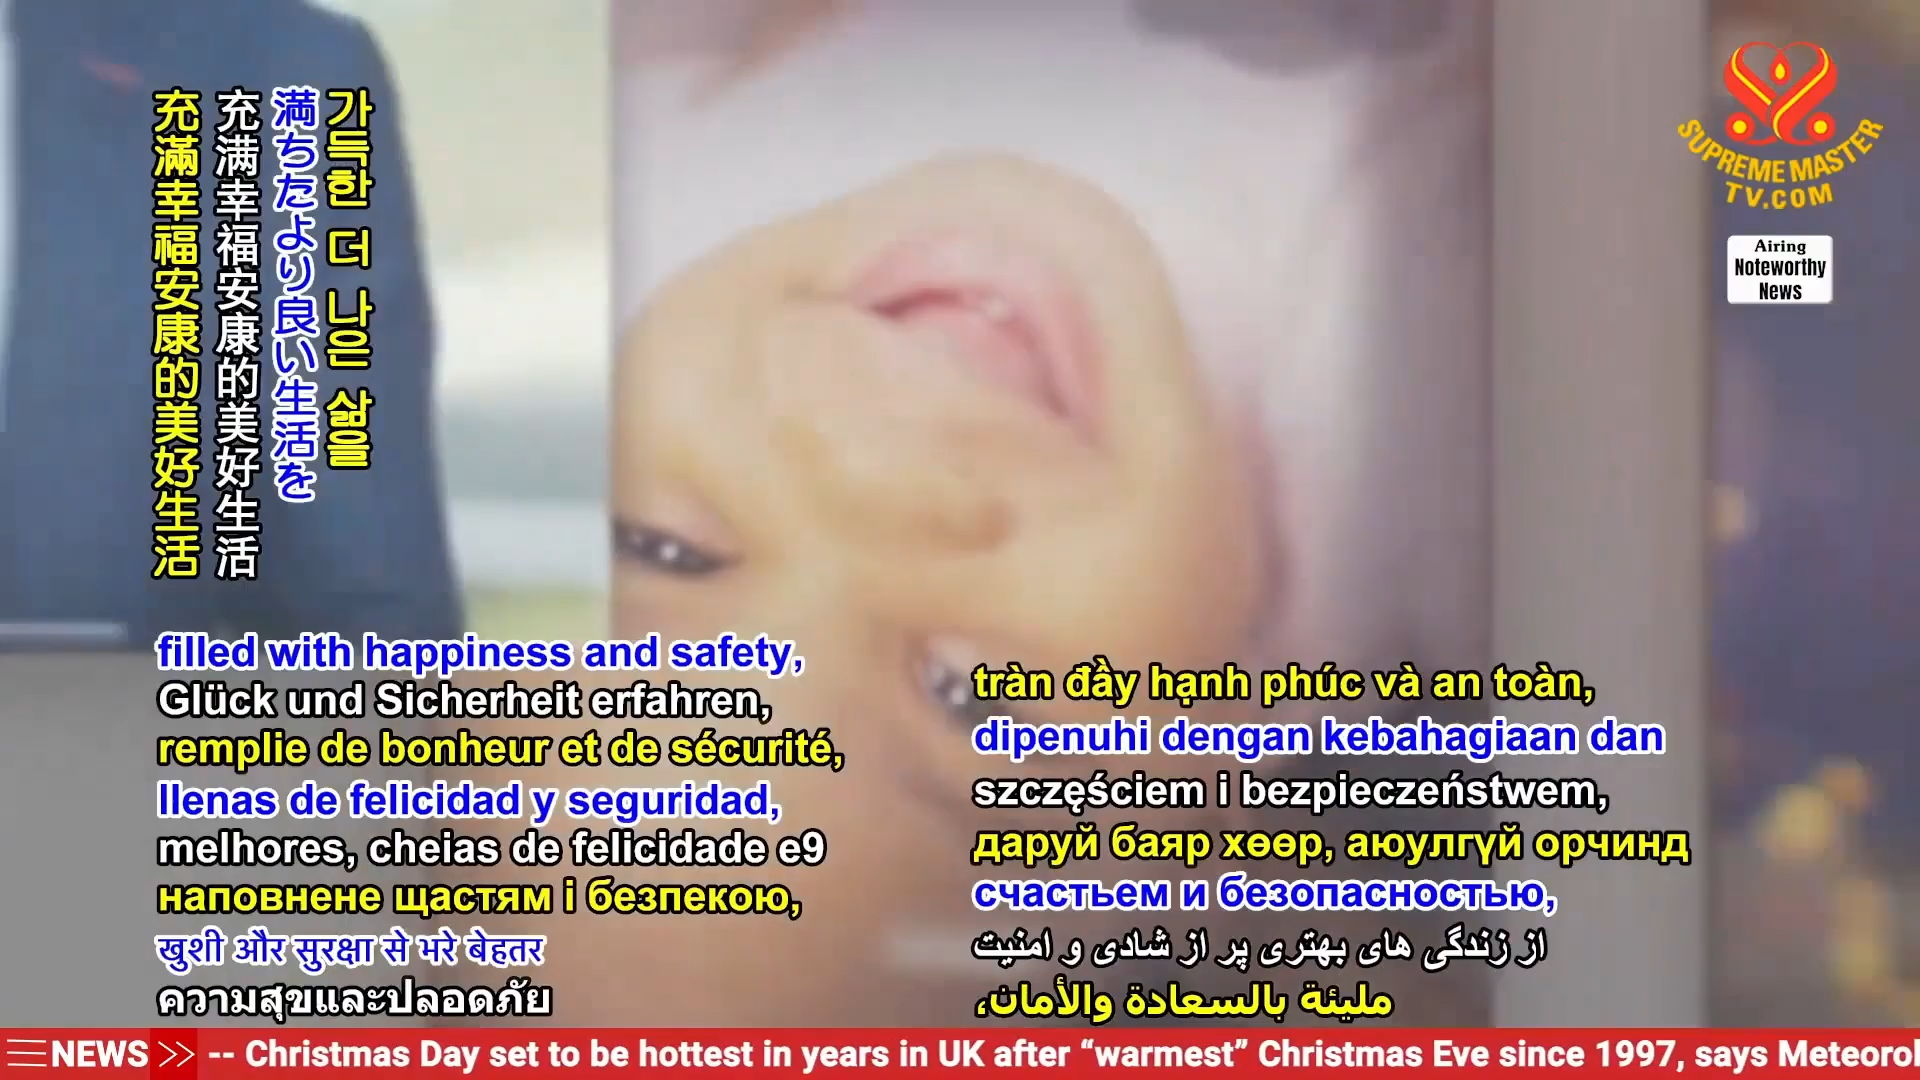 充滿幸福安康的美好生活
充满幸福安康的美好生活
満ちたより良い生活を
가득한 더 나은 삶을
SUPREME MASTER
TV.COM
Airing
Noteworthy
News
filled with happiness and safety,
Glück und Sicherheit erfahren,
remplie de bonheur et de sécurité,
llenas de felicidad y seguridad,
melhores, cheias de felicidade e9
наповнене щастям і безпекою,
खुशी और सुरक्षा से भरे बेहतर
ความสุขและปลอดภัย
tràn đầy hạnh phúc và an toàn,
dipenuhi dengan kebahagiaan dan
szczęściem i bezpieczeństwem,
даруй баяр хөөр, аюулгүй орчинд
счастьем и безопасностью,
از زندگی های بهتری پر از شادی و امنیت
مليئة بالسعادة والأمان،
NEWS >> -- Christmas Day set to be hottest in years in UK after “warmest” Christmas Eve since 1997, says Meteorol